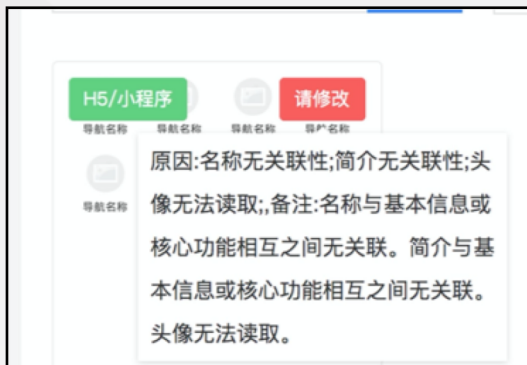 H5/小程序
请修改
导航名称
导航名称
导航名称
导航名称
导航名称
原因:名称无关联性;简介无关联性;头
像无法读取;,备注:名称与基本信息或
核心功能相互之间无关联。简介与基
本信息或核心功能相互之间无关联。
头像无法读取。